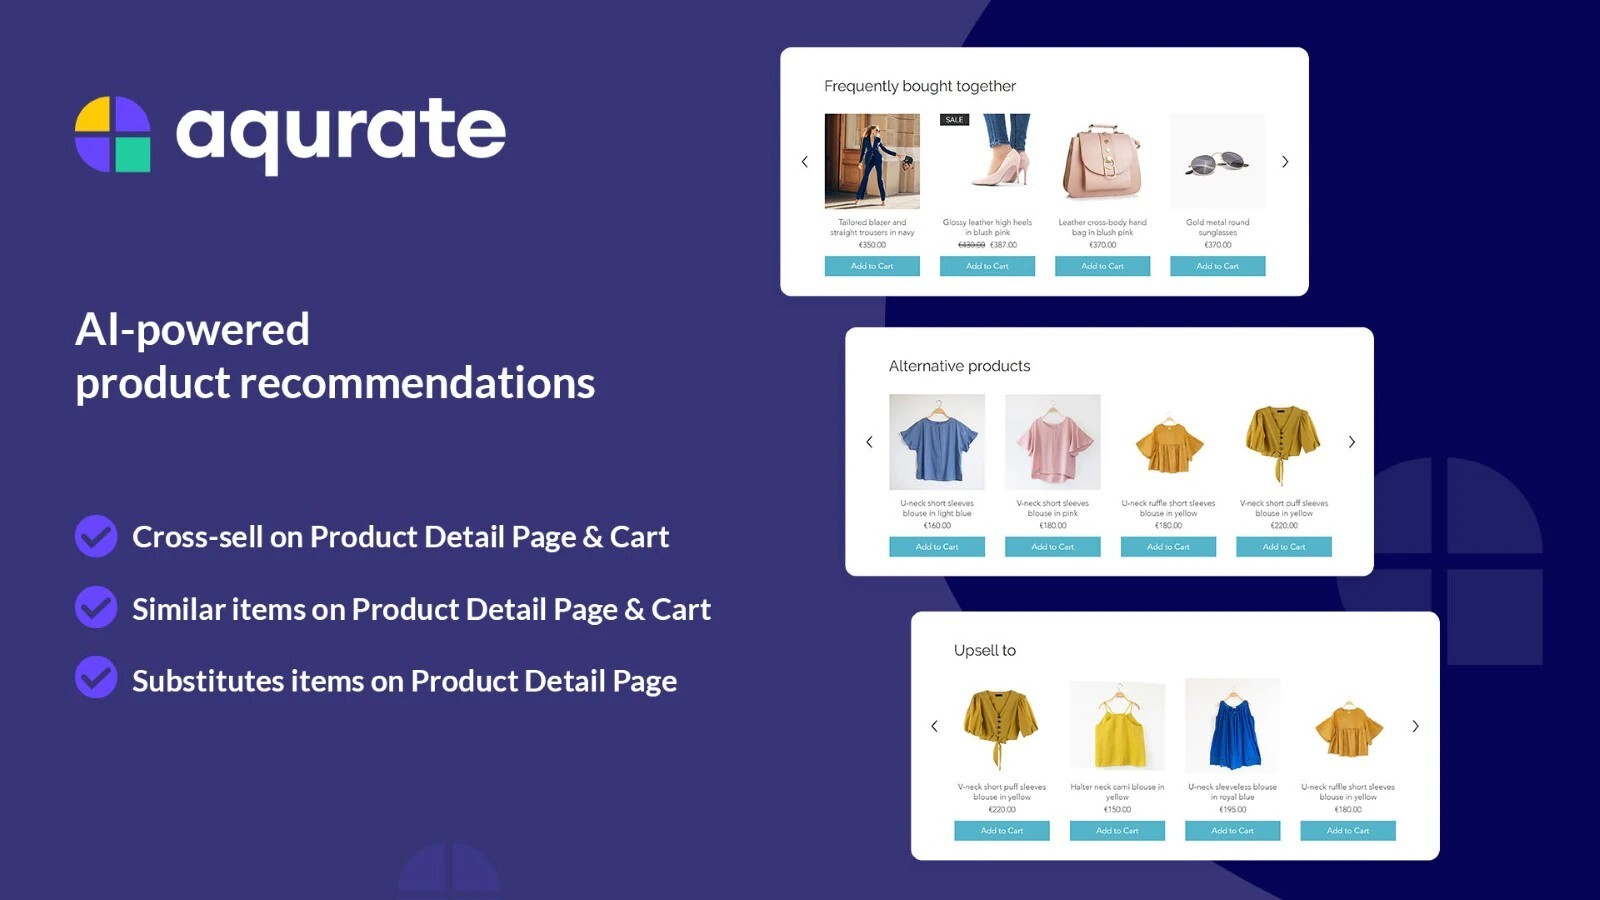 aqurate
AI-powered
product recommendations
Cross-sell on Product Detail Page & Cart
Similar items on Product Detail Page & Cart
Substitutes items on Product Detail Page
Frequently bought together
SALE
Tailored blazer and
straight trousers in navy
€350.00
Add to Cart
Glossy leather high heels
in blush pink
€430.00 €387.00
Add to Cart
Leather cross-body hand
bag in blush pink
€370.00
Add to Cart
Gold metal round
sunglasses
€370.00
Add to Cart
Alternative products
U-neck short sleeves
blouse in light blue
€160.00
Add to Cart
V-neck short sleeves
blouse in pink
€180.00
Add to Cart
U-neck ruffle short sleeves
blouse in yellow
€180.00
Add to Cart
V-neck short puff sleeves
blouse in yellow
€220.00
Add to Cart
Upsell to
V-neck short puff sleeves
blouse in yellow
€220.00
Add to Cart
Halter neck cami blouse in
yellow
€150.00
Add to Cart
U-neck sleeveless blouse
in royal blue
€195.00
Add to Cart
U-neck ruffle short sleeves
blouse in yellow
€180.00
Add to Cart